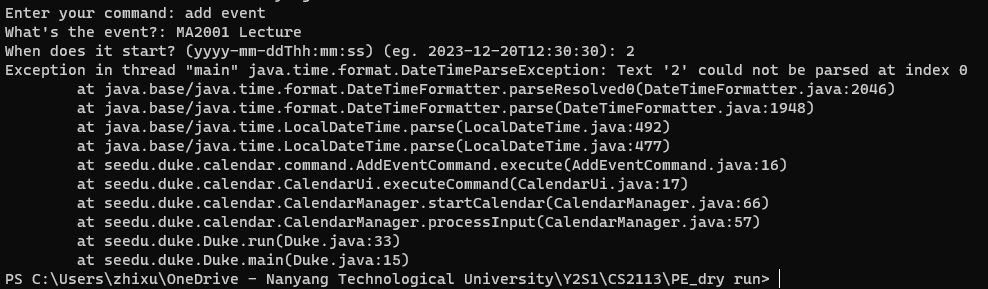 Enter your command: add event
What's the event?: MA2001 Lecture
When does it start? (yyyy-mm-ddThh:mm:ss) (eg. 2023-12-20T12:30:30): 2
Exception in thread "main" java.time.format.DateTimeParseException: Text '2' could not be parsed at index 0
        at java.base/java.time.format.DateTimeFormatter.parseResolved0(DateTimeFormatter.java:2046)
        at java.base/java.time.format.DateTimeFormatter.parse(DateTimeFormatter.java:1948)
        at java.base/java.time.LocalDateTime.parse(LocalDateTime.java:492)
        at java.base/java.time.LocalDateTime.parse(LocalDateTime.java:477)
        at seedu.duke.calendar.command.AddEventCommand.execute(AddEventCommand.java:16)
        at seedu.duke.calendar.CalendarUi.executeCommand(CalendarUi.java:17)
        at seedu.duke.calendar.CalendarManager.startCalendar(CalendarManager.java:66)
        at seedu.duke.calendar.CalendarManager.processInput(CalendarManager.java:57)
        at seedu.duke.Duke.run(Duke.java:33)
        at seedu.duke.Duke.main(Duke.java:15)
PS C:\Users\zhixu\OneDrive - Nanyang Technological University\Y2S1\CS2113\PE_dry run>